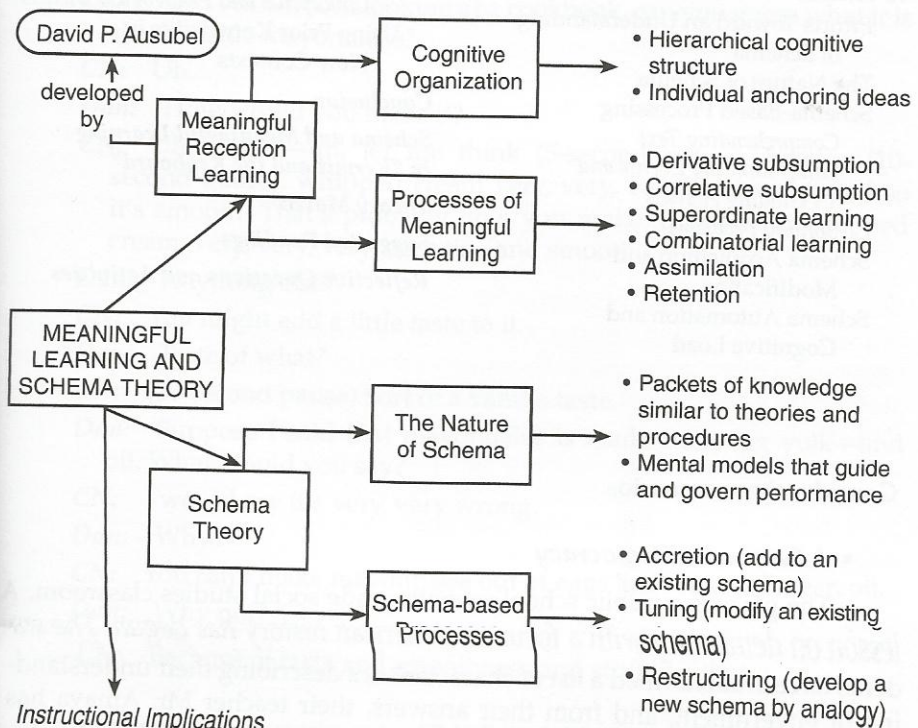 David P. Ausubel
developed
by
Meaningful
Reception
Learning
Cognitive
Organization
• Hierarchical cognitive
structure
• Individual anchoring ideas
Processes of
Meaningful
Learning
• Derivative subsumption
• Correlative subsumption
• Superordinate learning
• Combinatorial learning
• Assimilation
• Retention
MEANINGFUL
LEARNING AND
SCHEMA THEORY
The Nature
of Schema
• Packets of knowledge
similar to theories and
procedures
• Mental models that guide
and govern performance
Schema
Theory
Schema-based
Processes
• Accretion (add to an
existing schema)
• Tuning (modify an existing
schema)
• Restructuring (develop a
new schema by analogy)
Instructional Implications